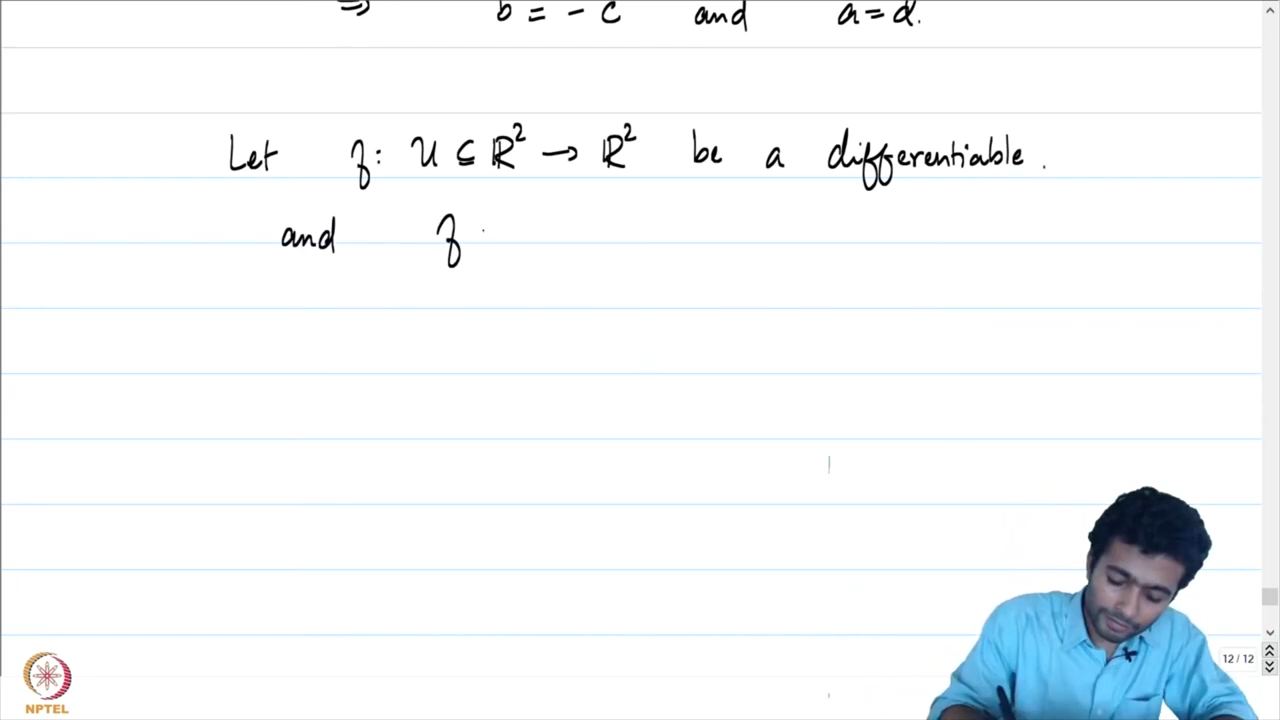 ⇒ b = - c and a = d.
Let f: U ⊆ ℝ² → ℝ² be a differentiable.
and f
12 / 12
NPTEL